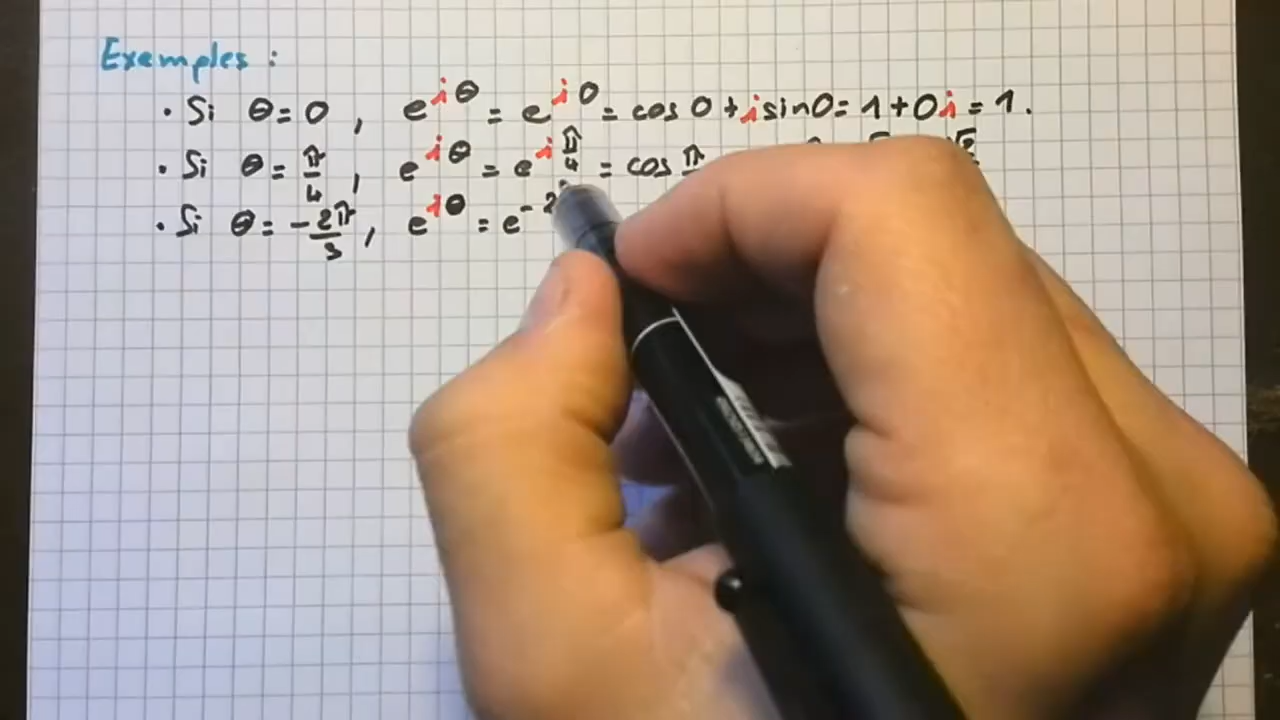 Exemples :
• Si θ = 0 , e^{iθ} = e^{i0} = cos 0 + i sin 0 = 1 + 0i = 1.
• Si θ = π/4 , e^{iθ} = e^{iπ/4} = cos π
• Si θ = -2π/3 , e^{iθ} = e^{-2